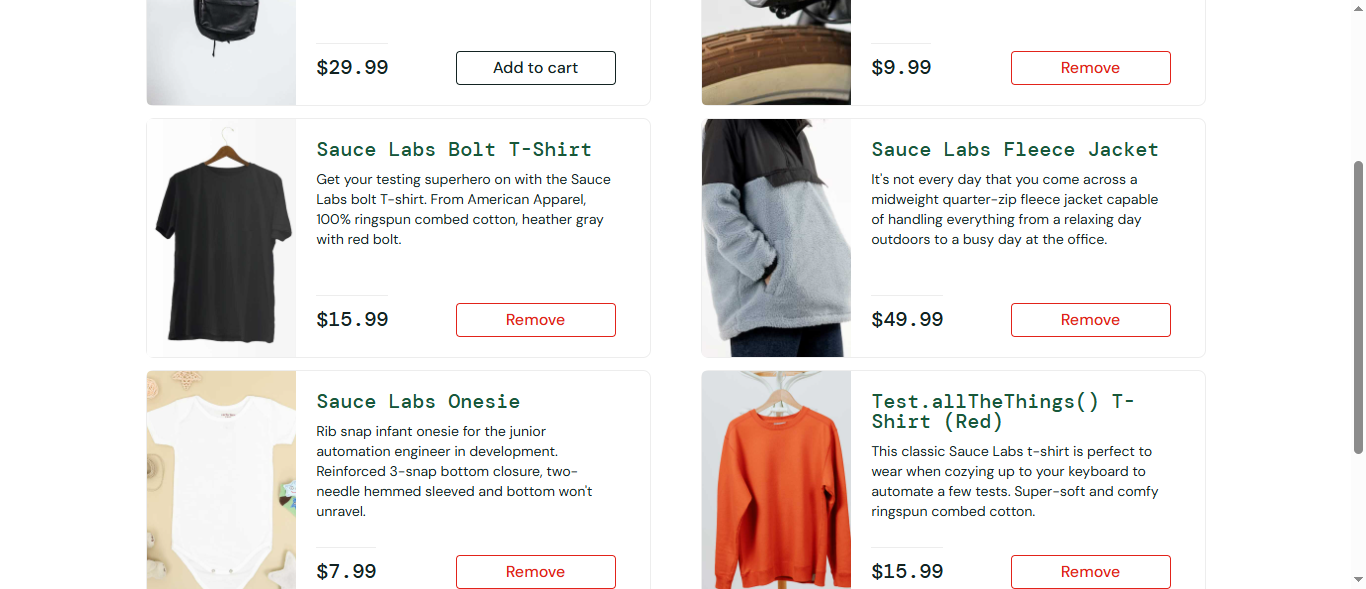 $29.99
Add to cart
$9.99
Remove
Sauce Labs Bolt T-Shirt
Get your testing superhero on with the Sauce
Labs bolt T-shirt. From American Apparel,
100% ringspun combed cotton, heather gray
with red bolt.
$15.99
Remove
Sauce Labs Fleece Jacket
It's not every day that you come across a
midweight quarter-zip fleece jacket capable
of handling everything from a relaxing day
outdoors to a busy day at the office.
$49.99
Remove
Sauce Labs Onesie
Rib snap infant onesie for the junior
automation engineer in development.
Reinforced 3-snap bottom closure, two-
needle hemmed sleeved and bottom won't
unravel.
$7.99
Remove
Test.allTheThings() T-
Shirt (Red)
This classic Sauce Labs t-shirt is perfect to
wear when cozying up to your keyboard to
automate a few tests. Super-soft and comfy
ringspun combed cotton.
$15.99
Remove